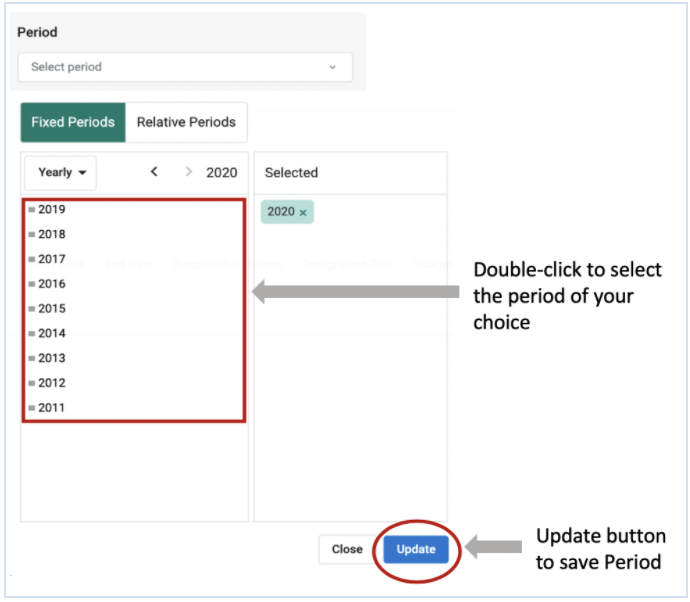 Period
Select period
Fixed Periods Relative Periods
Yearly 2020 Selected
2019 2020 ×
2018
2017
2016
2015
2014
2013
2012
2011
Double-click to select
the period of your
choice
Close Update
Update button
to save Period